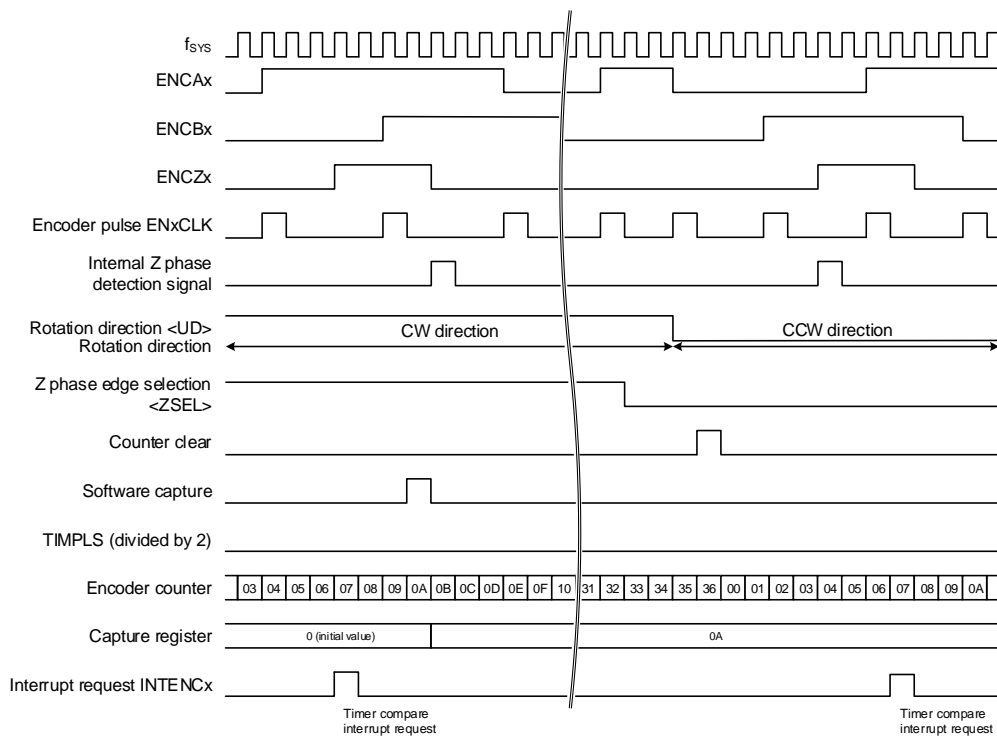 fSYS
ENCAx
ENCBx
ENCZx
Encoder pulse ENxCLK
Internal Z phase
detection signal
Rotation direction <UD>
Rotation direction
CW direction
CCW direction
Z phase edge selection
<ZSEL>
Counter clear
Software capture
TIMPLS (divided by 2)
Encoder counter 03 04 05 06 07 08 09 0A 0B 0C 0D 0E 0F 10 31 32 33 34 35 36 00 01 02 03 04 05 06 07 08 09 0A
Capture register 0 (initial value) 0A
Interrupt request INTENCx
Timer compare
interrupt request
Timer compare
interrupt request